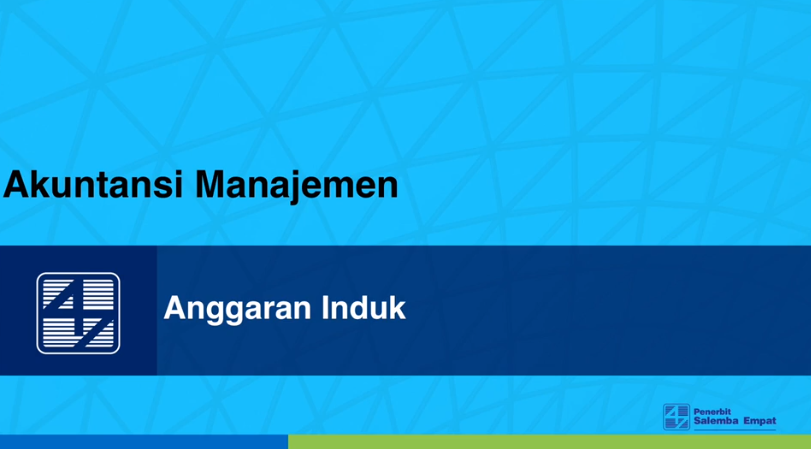 Akuntansi Manajemen
Anggaran Induk
Penerbit
Salemba Empat